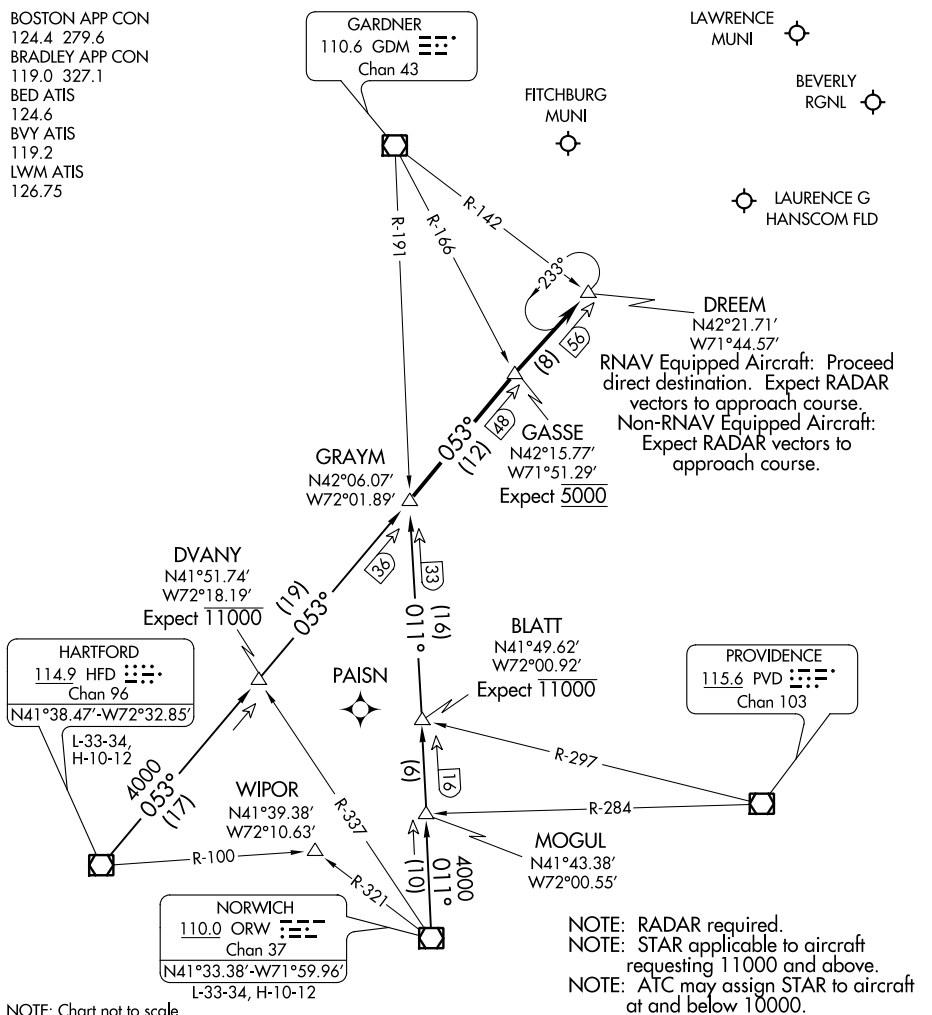 BOSTON APP CON
124.4 279.6
BRADLEY APP CON
119.0 327.1
BED ATIS
124.6
BVY ATIS
119.2
LWM ATIS
126.75
GARDNER
110.6 GDM
Chan 43
LAWRENCE
MUNI
BEVERLY
RGNL
FITCHBURG
MUNI
LAURENCE G
HANSCOM FLD
R-191
R-166
R-142
233°
DREEM
N42°21.71'
W71°44.57'
RNAV Equipped Aircraft: Proceed
direct destination. Expect RADAR
vectors to approach course.
Non-RNAV Equipped Aircraft:
Expect RADAR vectors to
approach course.
56
(8)
48
GASSE
N42°15.77'
W71°51.29'
Expect 5000
053°
(12)
GRAYM
N42°06.07'
W72°01.89'
36
33
DVANY
N41°51.74'
W72°18.19'
Expect 11000
(19)
053°
(16)
011°
BLATT
N41°49.62'
W72°00.92'
Expect 11000
HARTFORD
114.9 HFD
Chan 96
N41°38.47'-W72°32.85'
L-33-34,
H-10-12
PAISN
PROVIDENCE
115.6 PVD
Chan 103
4000
053°
(17)
WIPOR
N41°39.38'
W72°10.63'
R-337
(6)
16
R-297
R-284
R-100
R-321
(10)
4000
011°
MOGUL
N41°43.38'
W72°00.55'
NORWICH
110.0 ORW
Chan 37
N41°33.38'-W71°59.96'
L-33-34, H-10-12
NOTE: RADAR required.
NOTE: STAR applicable to aircraft
requesting 11000 and above.
NOTE: ATC may assign STAR to aircraft
at and below 10000.
NOTE: Chart not to scale